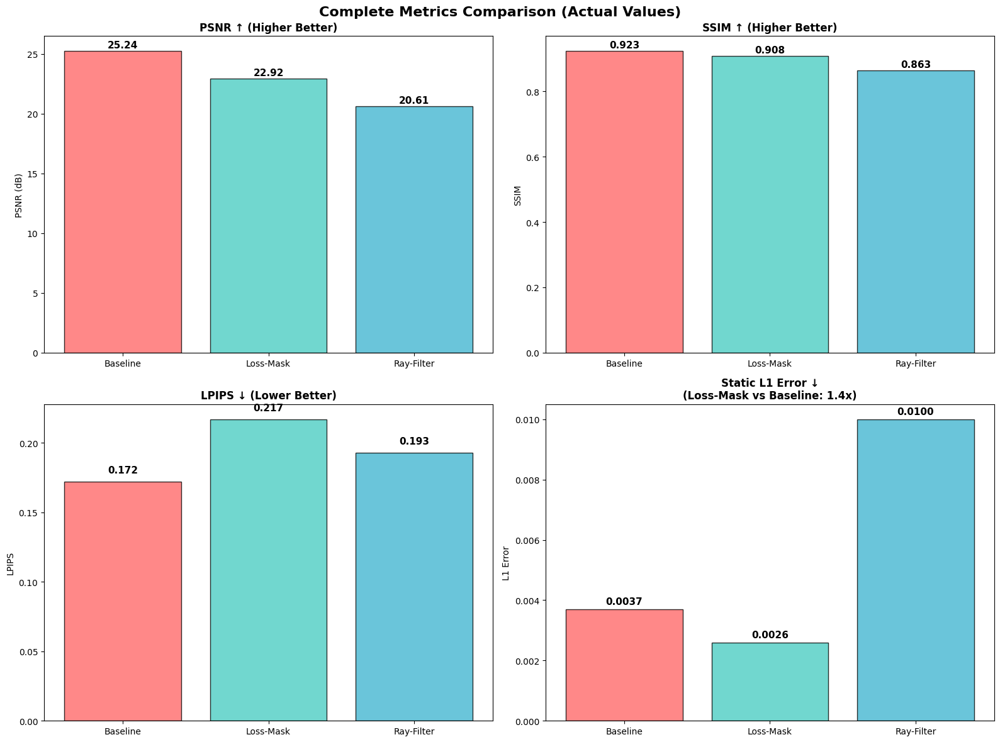 Complete Metrics Comparison (Actual Values)
PSNR ↑ (Higher Better)
25.24
22.92
20.61
25
20
15
10
5
0
PSNR (dB)
Baseline
Loss-Mask
Ray-Filter
SSIM ↑ (Higher Better)
0.923
0.908
0.863
0.8
0.6
0.4
0.2
0.0
SSIM
Baseline
Loss-Mask
Ray-Filter
LPIPS ↓ (Lower Better)
0.172
0.217
0.193
0.20
0.15
0.10
0.05
0.00
LPIPS
Baseline
Loss-Mask
Ray-Filter
Static L1 Error ↓
(Loss-Mask vs Baseline: 1.4x)
0.0037
0.0026
0.0100
0.010
0.008
0.006
0.004
0.002
0.000
L1 Error
Baseline
Loss-Mask
Ray-Filter